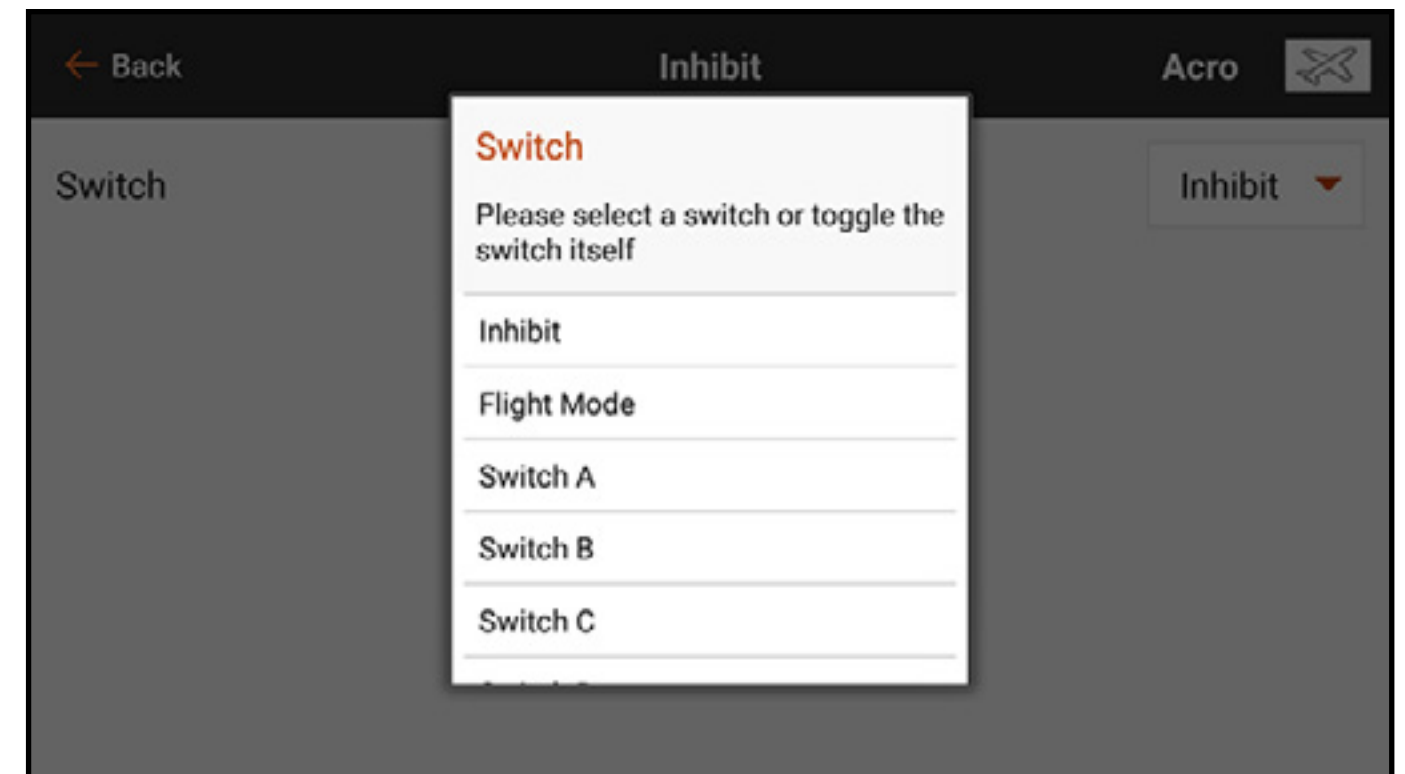 Back
Inhibit
Acro
Switch
Inhibit
Switch
Please select a switch or toggle the
switch itself
Inhibit
Flight Mode
Switch A
Switch B
Switch C